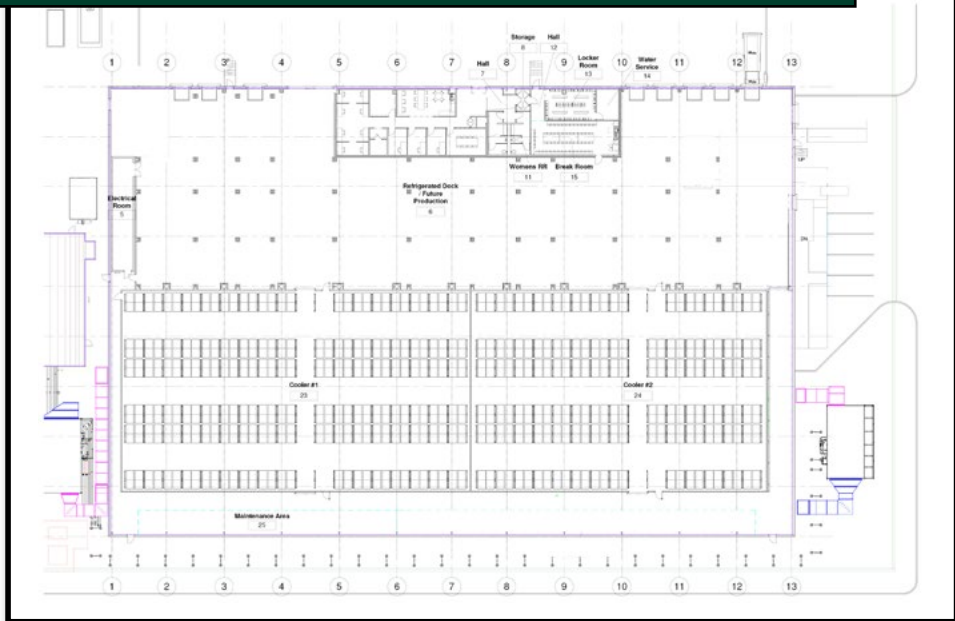 Storage Hall
8 12
Hall
7
Locker
Room
13
Water
Service
14
1 2 3 4 5 6 7 8 9 10 11 12 13
Womens RR Break Room
11 15
Refrigerated Dock
/ Future
Production
6
Electrical
Room
5
Cooler #1
23
Cooler #2
24
Maintenance Area
25
1 2 3 4 5 6 7 8 9 10 11 12 13